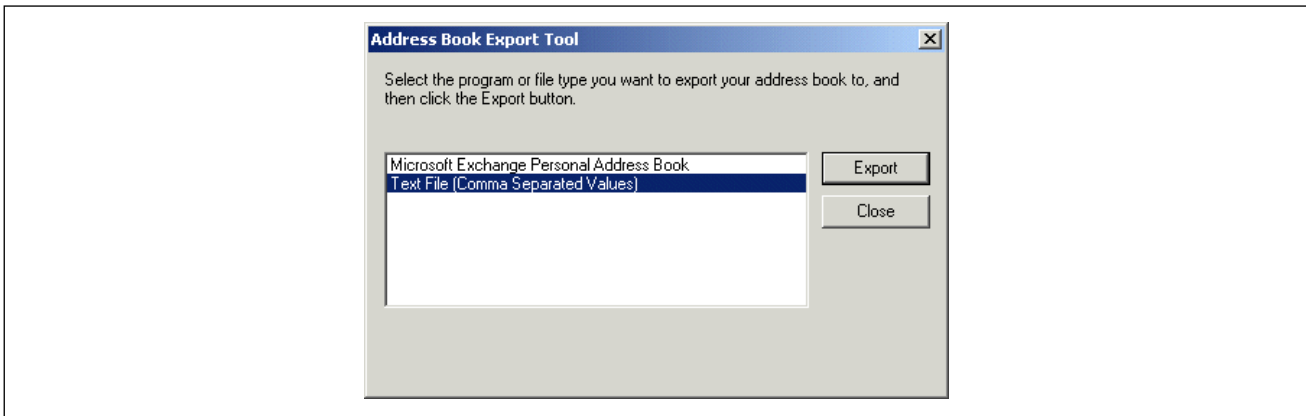 Address Book Export Tool
Select the program or file type you want to export your address book to, and
then click the Export button.
Microsoft Exchange Personal Address Book
Text File (Comma Separated Values)
Export
Close